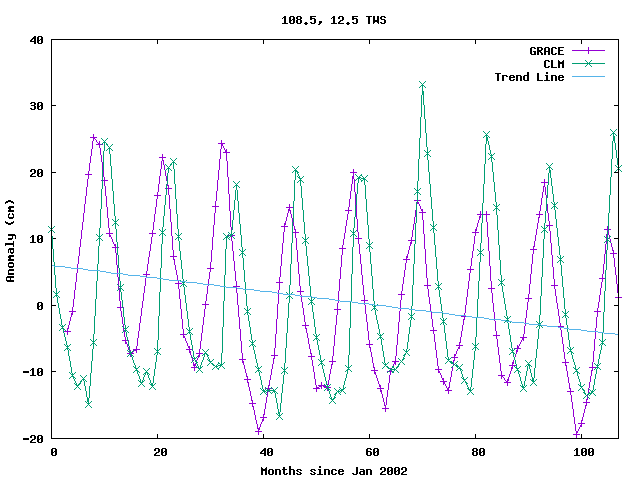 108.5, 12.5 TWS
GRACE
CLM
Trend Line
40
30
20
10
0
-10
-20
Anomaly (cm)
0 20 40 60 80 100
Months since Jan 2002